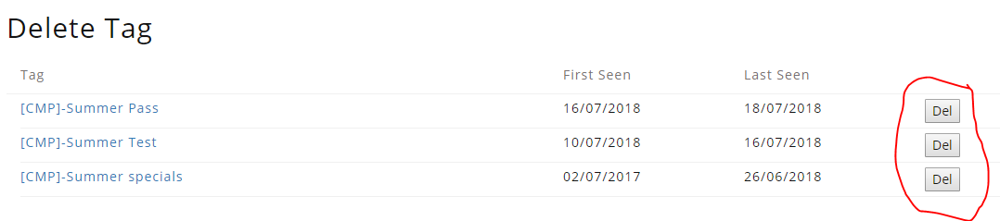 Delete Tag
Tag First Seen Last Seen
[CMP]-Summer Pass 16/07/2018 18/07/2018 Del
[CMP]-Summer Test 10/07/2018 16/07/2018 Del
[CMP]-Summer specials 02/07/2017 26/06/2018 Del